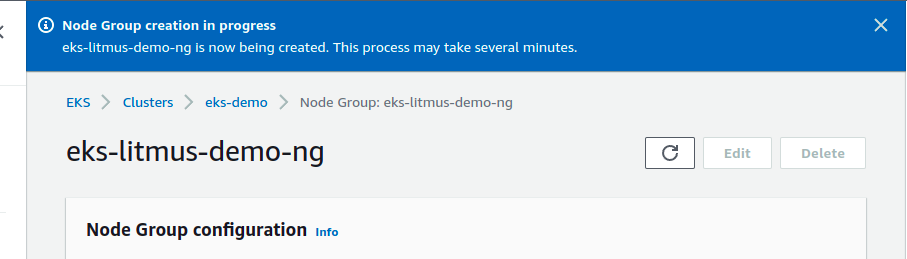 Node Group creation in progress
eks-litmus-demo-ng is now being created. This process may take several minutes.
EKS Clusters eks-demo Node Group: eks-litmus-demo-ng
eks-litmus-demo-ng Edit Delete
Node Group configuration Info